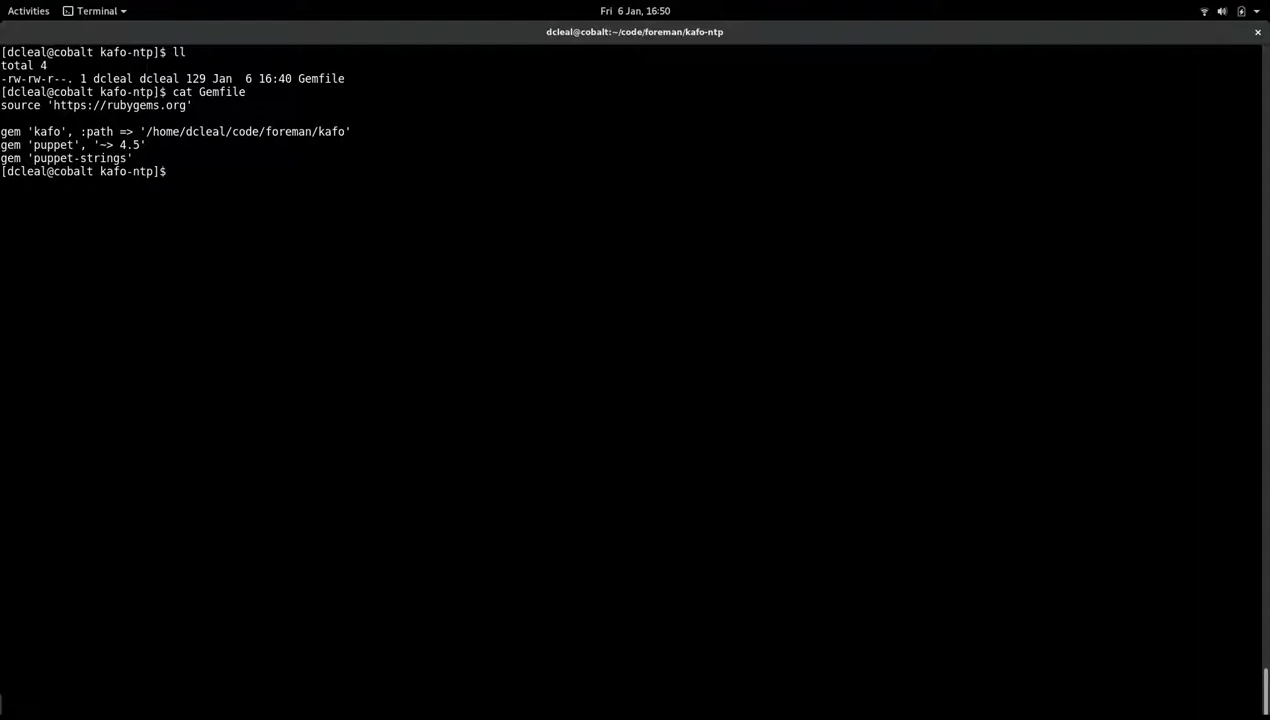 Activities Terminal Fri 6 Jan, 16:50
dcleal@cobalt:~/code/foreman/kafo-ntp
[dcleal@cobalt kafo-ntp]$ ll
total 4
-rw-rw-r--. 1 dcleal dcleal 129 Jan  6 16:40 Gemfile
[dcleal@cobalt kafo-ntp]$ cat Gemfile
source 'https://rubygems.org'
gem 'kafo', :path => '/home/dcleal/code/foreman/kafo'
gem 'puppet', '~> 4.5'
gem 'puppet-strings'
[dcleal@cobalt kafo-ntp]$